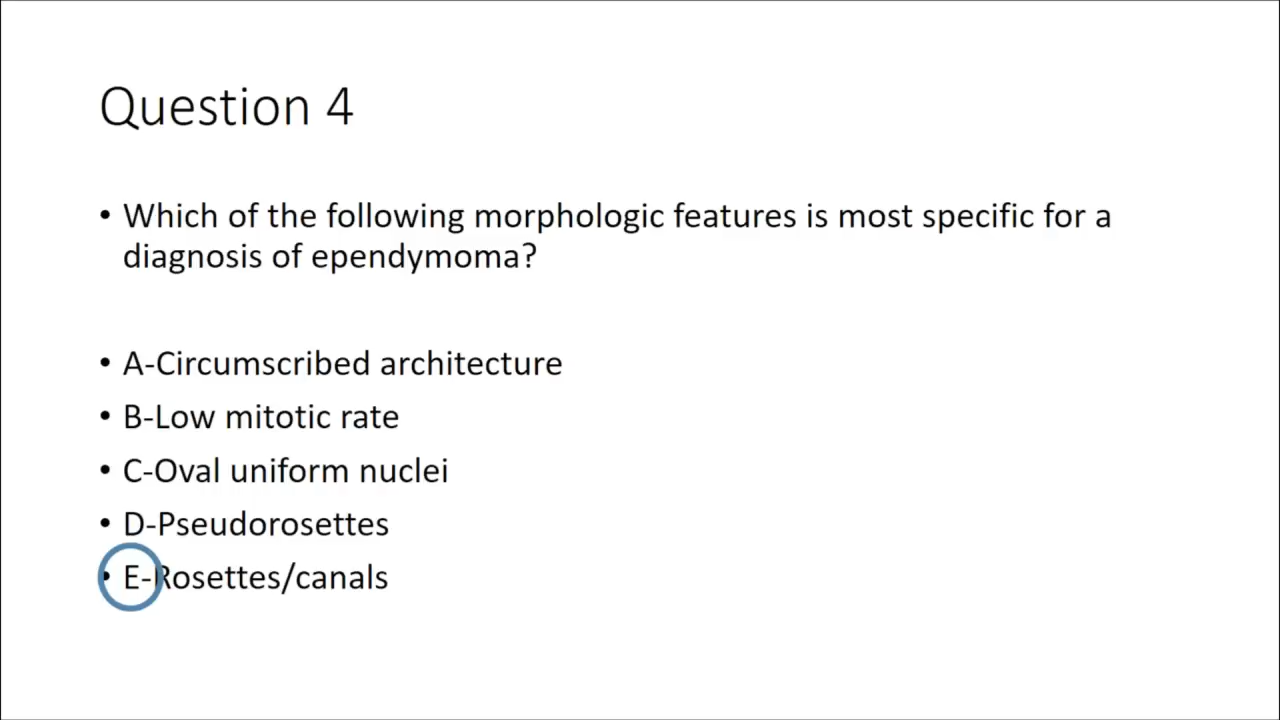 Question 4
• Which of the following morphologic features is most specific for a
diagnosis of ependymoma?
• A-Circumscribed architecture
• B-Low mitotic rate
• C-Oval uniform nuclei
• D-Pseudorosettes
• E-Rosettes/canals